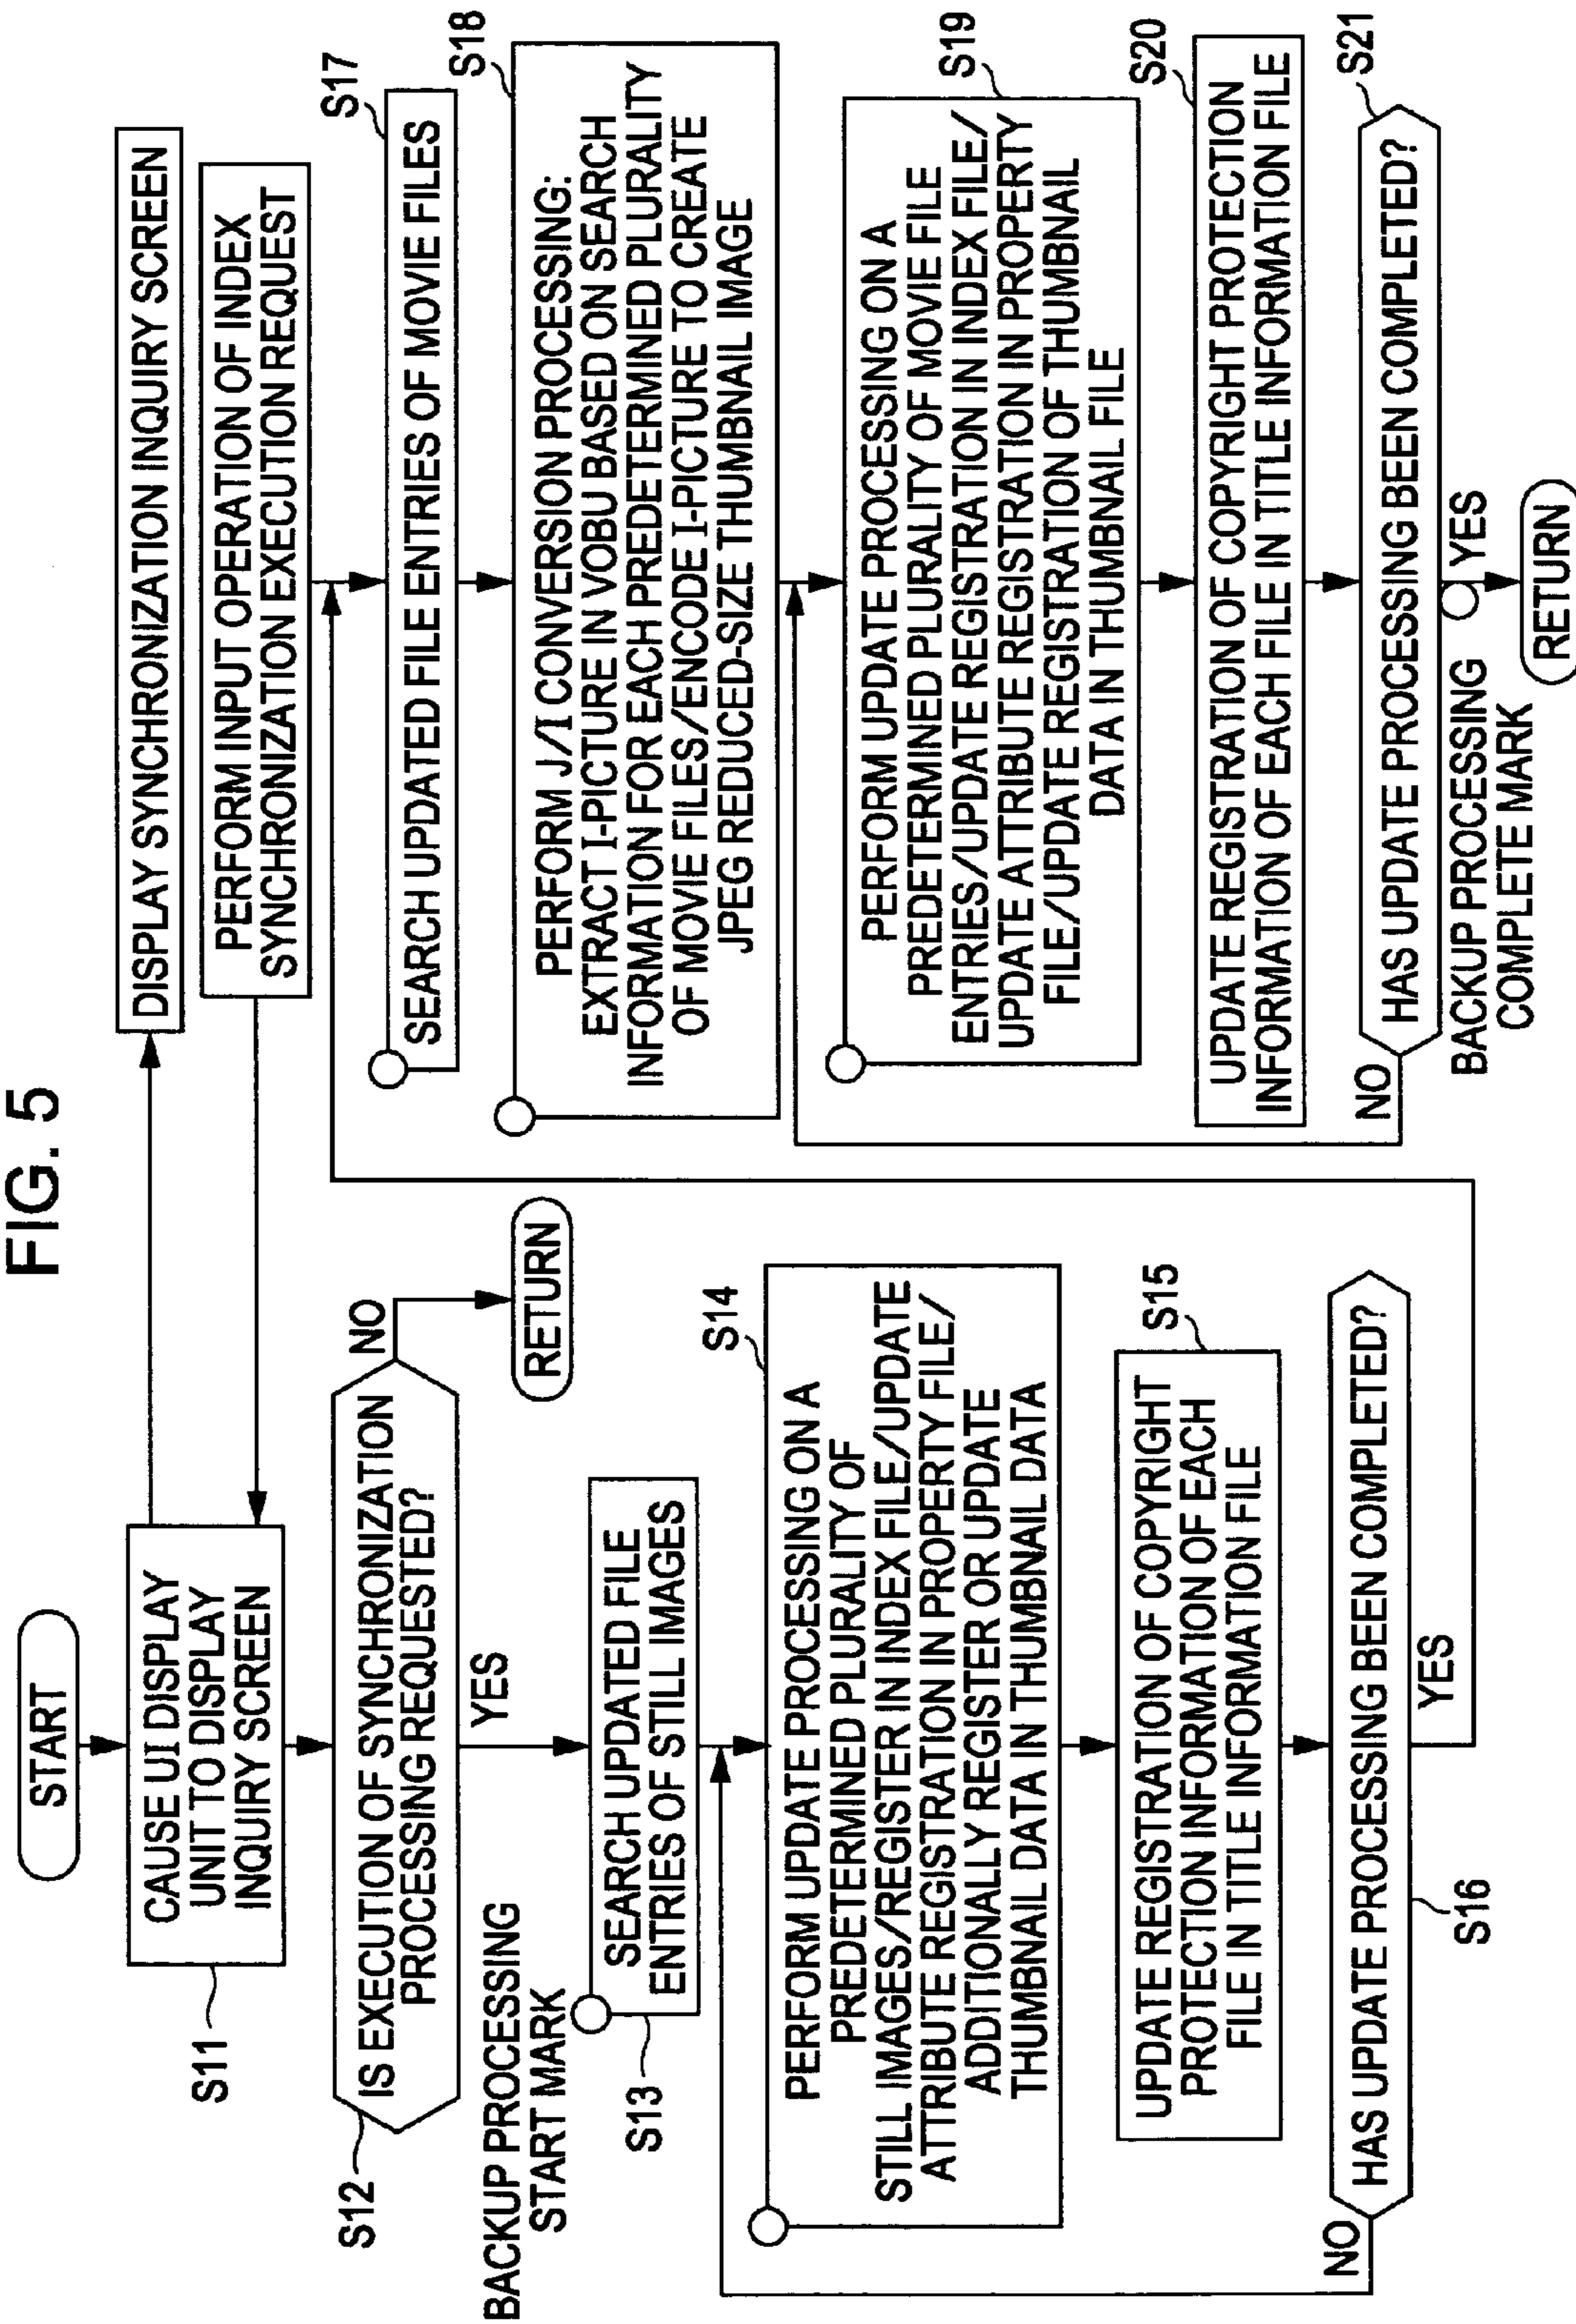 FIG. 5
START
CAUSE UI DISPLAY
UNIT TO DISPLAY
INQUIRY SCREEN
S11
DISPLAY SYNCHRONIZATION INQUIRY SCREEN
PERFORM INPUT OPERATION OF INDEX
SYNCHRONIZATION EXECUTION REQUEST
S12
IS EXECUTION OF SYNCHRONIZATION
PROCESSING REQUESTED?
NO
RETURN
YES
BACKUP PROCESSING
START MARK
S13
SEARCH UPDATED FILE
ENTRIES OF STILL IMAGES
S14
PERFORM UPDATE PROCESSING ON A
PREDETERMINED PLURALITY OF
STILL IMAGES/REGISTER IN INDEX FILE/UPDATE
ATTRIBUTE REGISTRATION IN PROPERTY FILE/
ADDITIONALLY REGISTER OR UPDATE
THUMBNAIL DATA IN THUMBNAIL DATA
S15
UPDATE REGISTRATION OF COPYRIGHT
PROTECTION INFORMATION OF EACH
FILE IN TITLE INFORMATION FILE
HAS UPDATE PROCESSING BEEN COMPLETED?
S16
NO
YES
S17
SEARCH UPDATED FILE ENTRIES OF MOVIE FILES
S18
PERFORM J/I CONVERSION PROCESSING:
EXTRACT I-PICTURE IN VOBU BASED ON SEARCH
INFORMATION FOR EACH PREDETERMINED PLURALITY
OF MOVIE FILES/ENCODE I-PICTURE TO CREATE
JPEG REDUCED-SIZE THUMBNAIL IMAGE
S19
PERFORM UPDATE PROCESSING ON A
PREDETERMINED PLURALITY OF MOVIE FILE
ENTRIES/UPDATE REGISTRATION IN INDEX FILE/
UPDATE ATTRIBUTE REGISTRATION IN PROPERTY
FILE/UPDATE REGISTRATION OF THUMBNAIL
DATA IN THUMBNAIL FILE
S20
UPDATE REGISTRATION OF COPYRIGHT PROTECTION
INFORMATION OF EACH FILE IN TITLE INFORMATION FILE
S21
HAS UPDATE PROCESSING BEEN COMPLETED?
NO
BACKUP PROCESSING
COMPLETE MARK
YES
RETURN